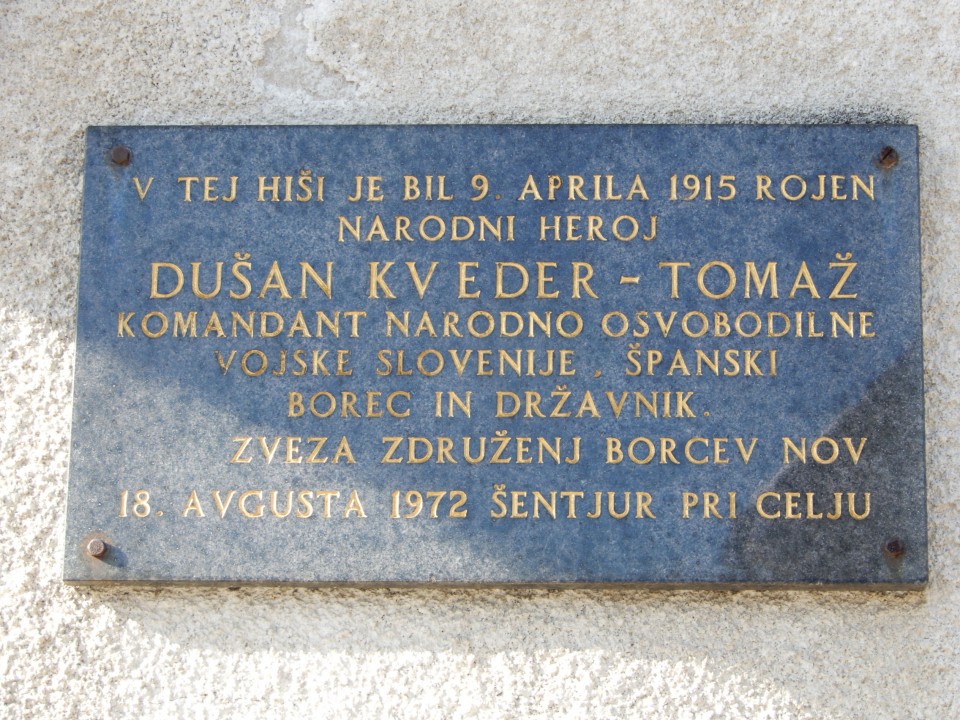 V TEJ HIŠI JE BIL 9. APRILA 1915 ROJEN
NARODNI HEROJ
DUŠAN KVEDER - TOMAŽ
KOMANDANT NARODNO OSVOBODILNE
VOJSKE SLOVENIJE, ŠPANSKI
BOREC IN DRŽAVNIK.
ZVEZA ZDRUŽENJ BORCEV NOV
18. AVGUSTA 1972 ŠENTJUR PRI CELJU